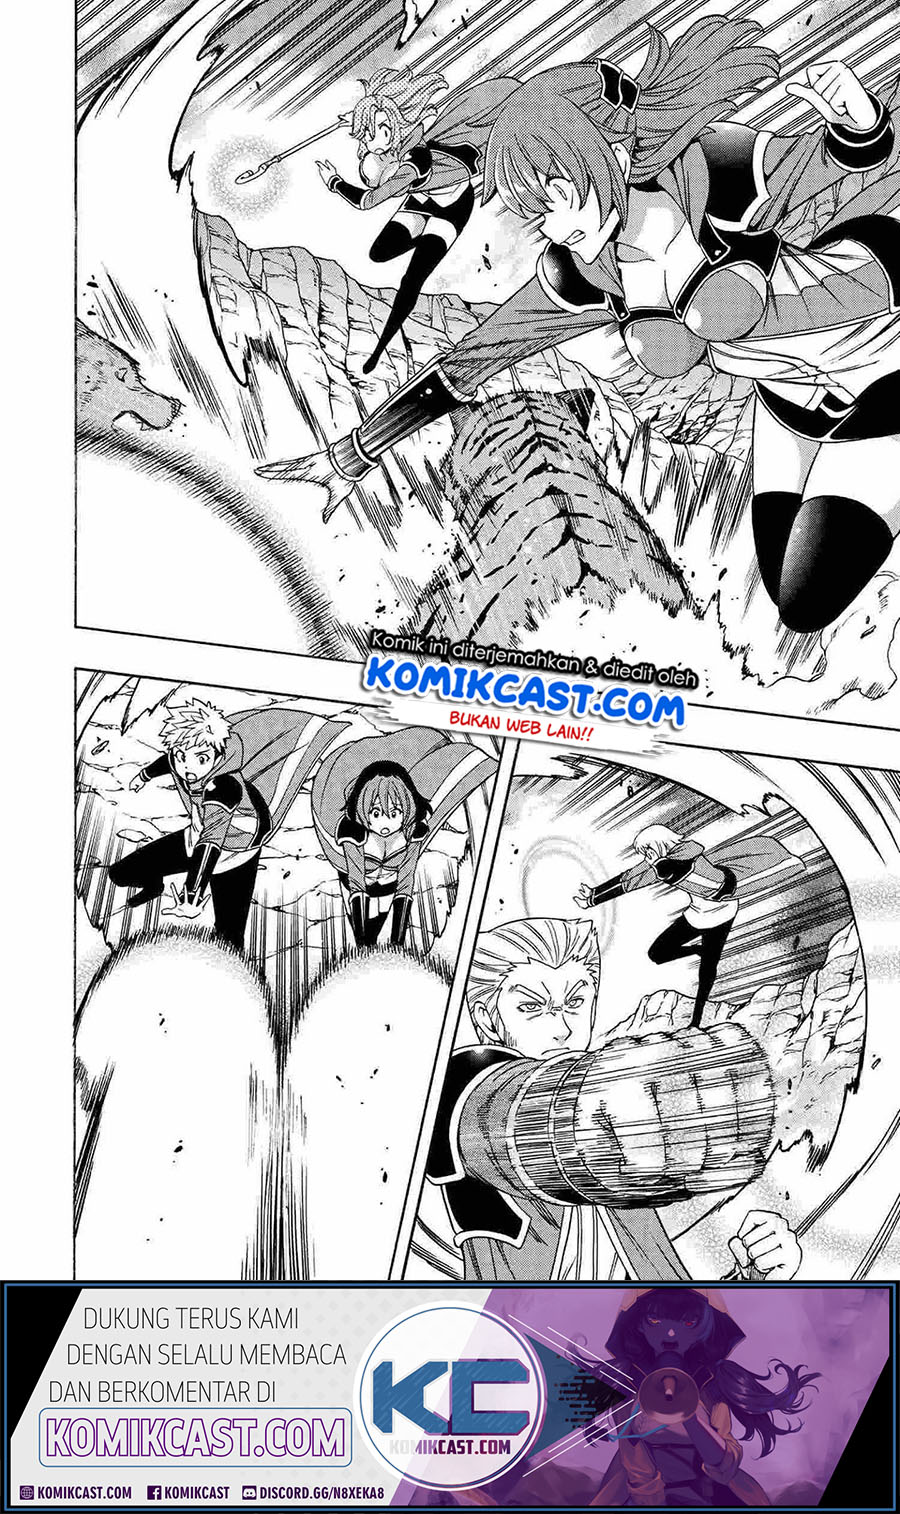 Komik ini diterjemahkan & diedit oleh
KOMIKCAST.COM
BUKAN WEB LAIN!!
DUKUNG TERUS KAMI
DENGAN SELALU MEMBACA
DAN BERKOMENTAR DI
KOMIKCAST.COM
KC
KOMIKCAST.COM
KOMIKCAST.COM KOMIKCAST DISCORD.GG/N8XEKA8